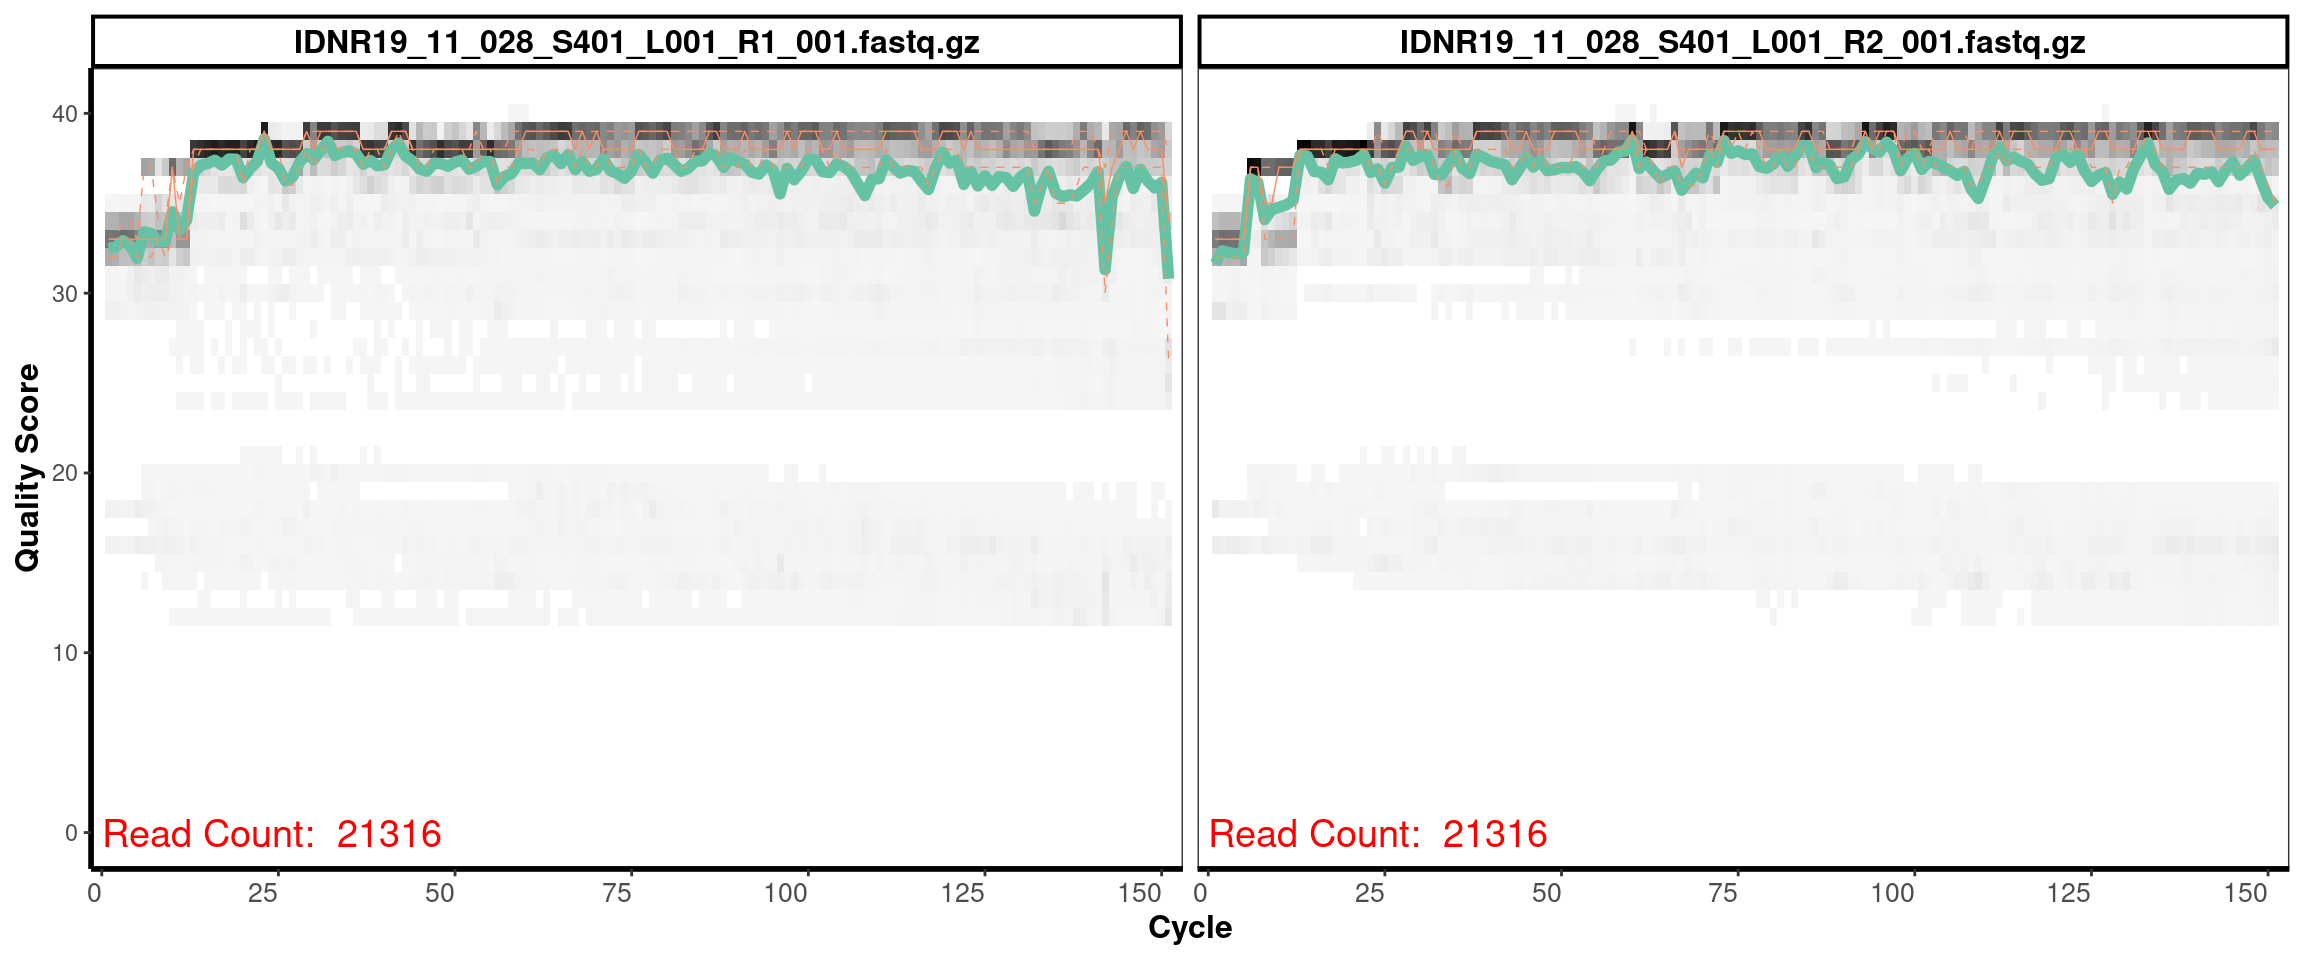 IDNR19_11_028_S401_L001_R1_001.fastq.gz
IDNR19_11_028_S401_L001_R2_001.fastq.gz
Quality Score
40
30
20
10
0
Read Count: 21316
Read Count: 21316
0 25 50 75 100 125 150
0 25 50 75 100 125 150
Cycle